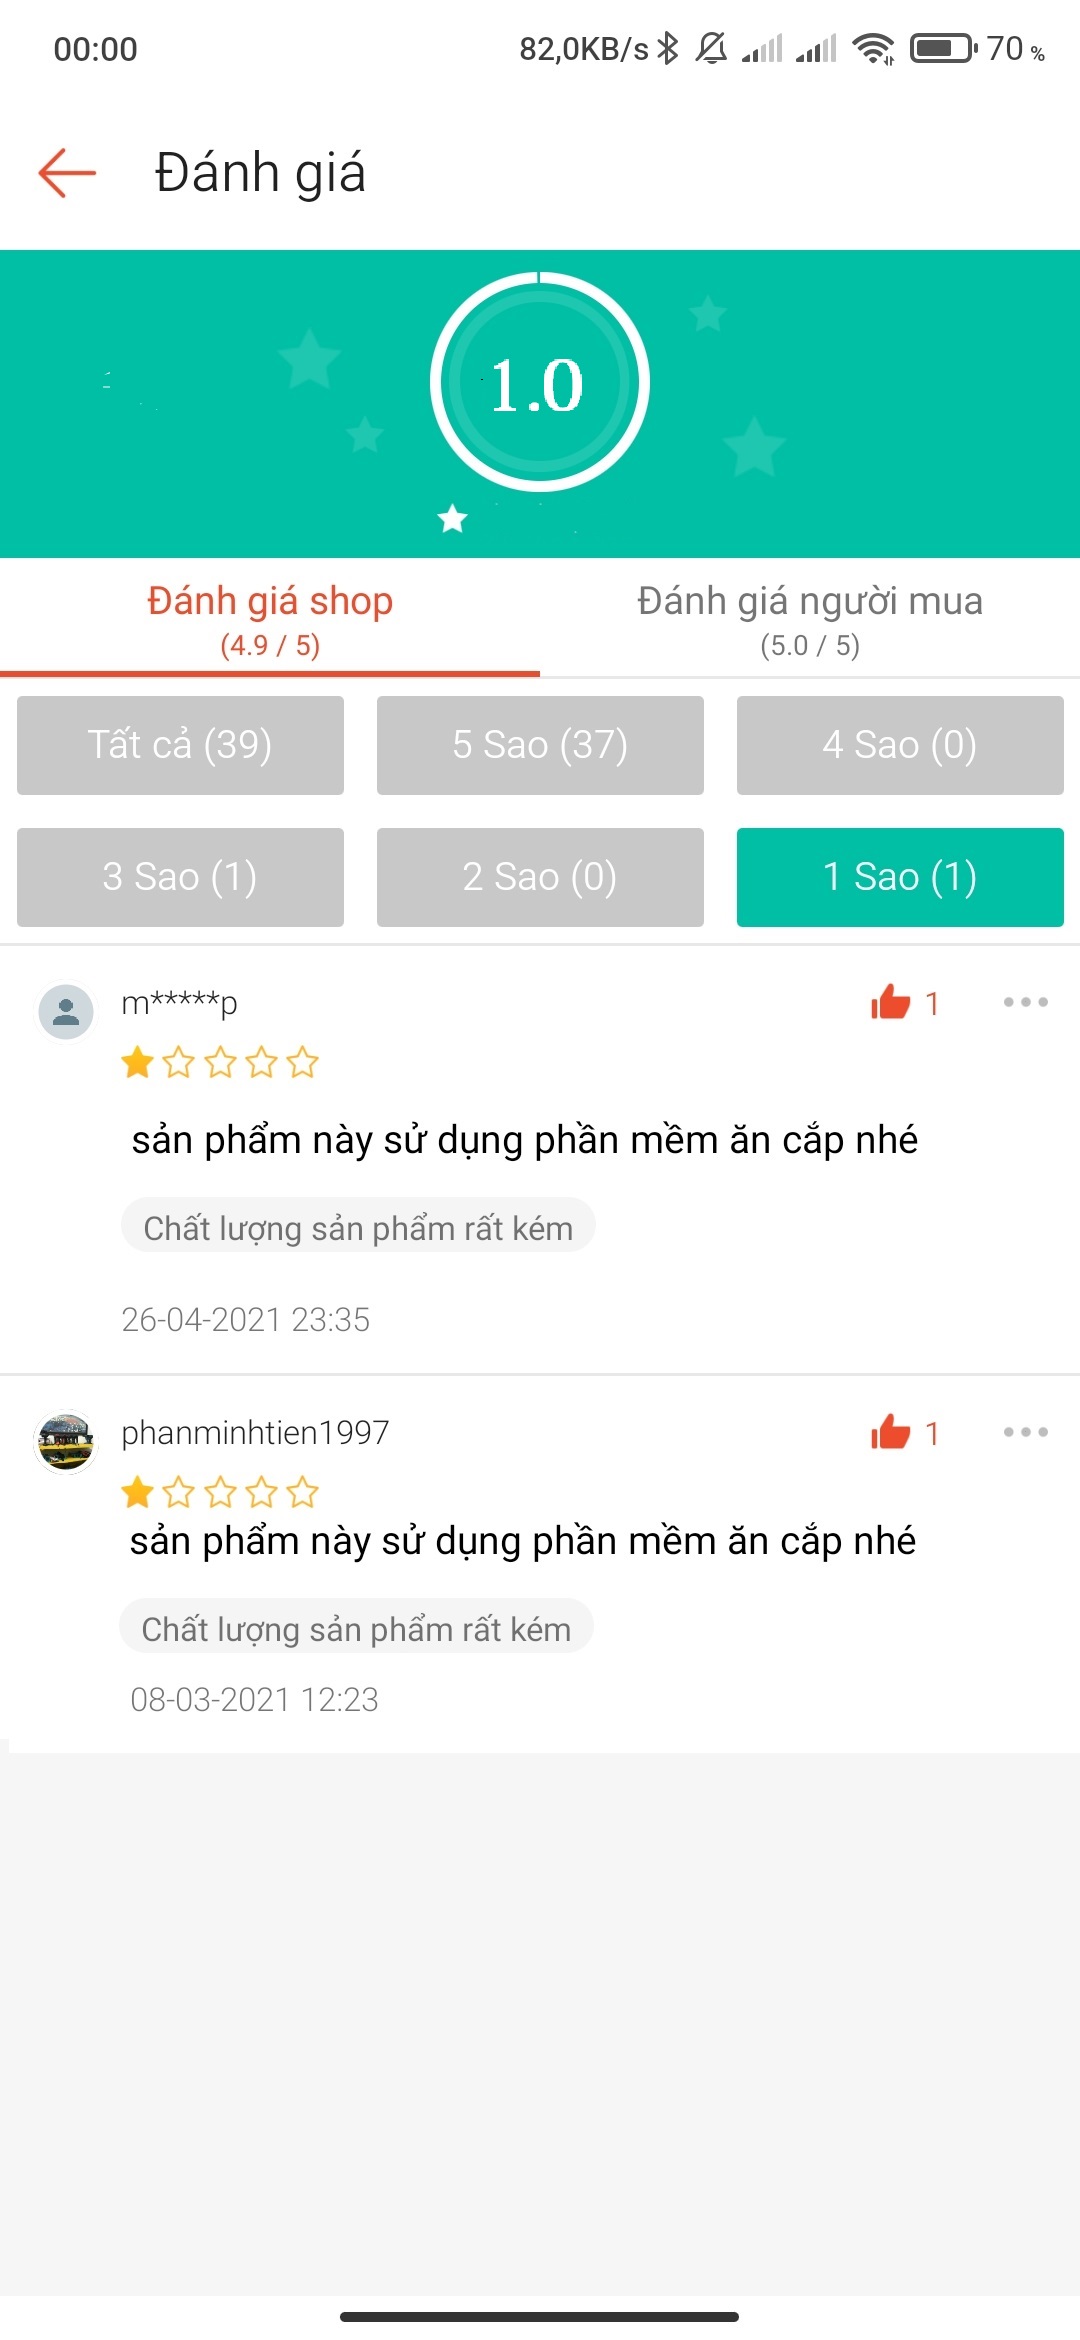 00:00 82,0KB/s 70 %
Đánh giá
1.0
Đánh giá shop Đánh giá người mua
(4.9 / 5) (5.0 / 5)
Tất cả (39) 5 Sao (37) 4 Sao (0)
3 Sao (1) 2 Sao (0) 1 Sao (1)
m*****p 1
sản phẩm này sử dụng phần mềm ăn cắp nhé
Chất lượng sản phẩm rất kém
26-04-2021 23:35
phanminhtien1997 1
sản phẩm này sử dụng phần mềm ăn cắp nhé
Chất lượng sản phẩm rất kém
08-03-2021 12:23